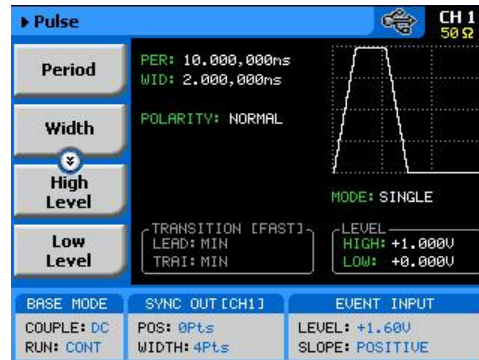 Pulse
CH 1
50 Ω
Period
Width
High
Level
Low
Level
PER: 10.000,000ms
WID: 2.000,000ms
POLARITY: NORMAL
MODE: SINGLE
TRANSITION [FAST]
LEAD: MIN
TRAI: MIN
LEVEL
HIGH: +1.000V
LOW: +0.000V
BASE MODE
COUPLE: DC
RUN: CONT
SYNC OUT [CH1]
POS: 0Pts
WIDTH: 4Pts
EVENT INPUT
LEVEL: +1.60V
SLOPE: POSITIVE